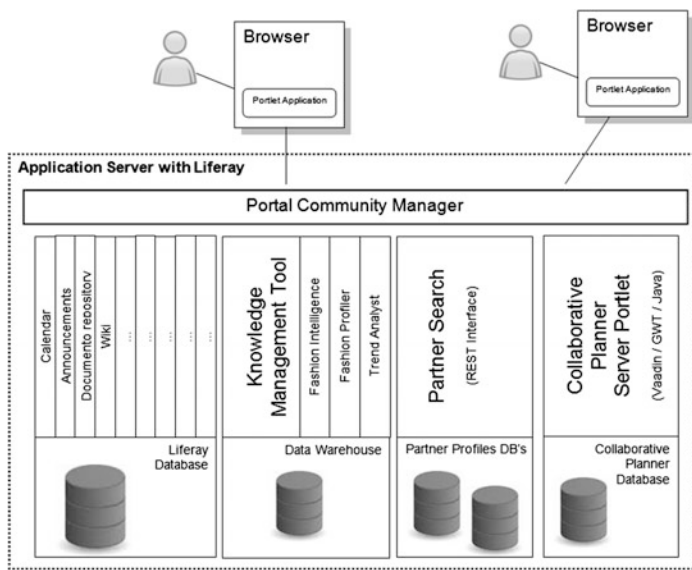 Browser
Portlet Application
Browser
Portlet Application
Application Server with Liferay
Portal Community Manager
Calendar
Announcements
Documento repository
Wiki
...
...
...
...
...
Knowledge
Management Tool
Fashion Intelligence
Fashion Profiler
Trend Analyst
Partner Search
(REST Interface)
Collaborative
Planner
Server Portlet
(Vaadin / GWT / Java)
Liferay
Database
Data Warehouse
Partner Profiles DB's
Collaborative
Planner
Database